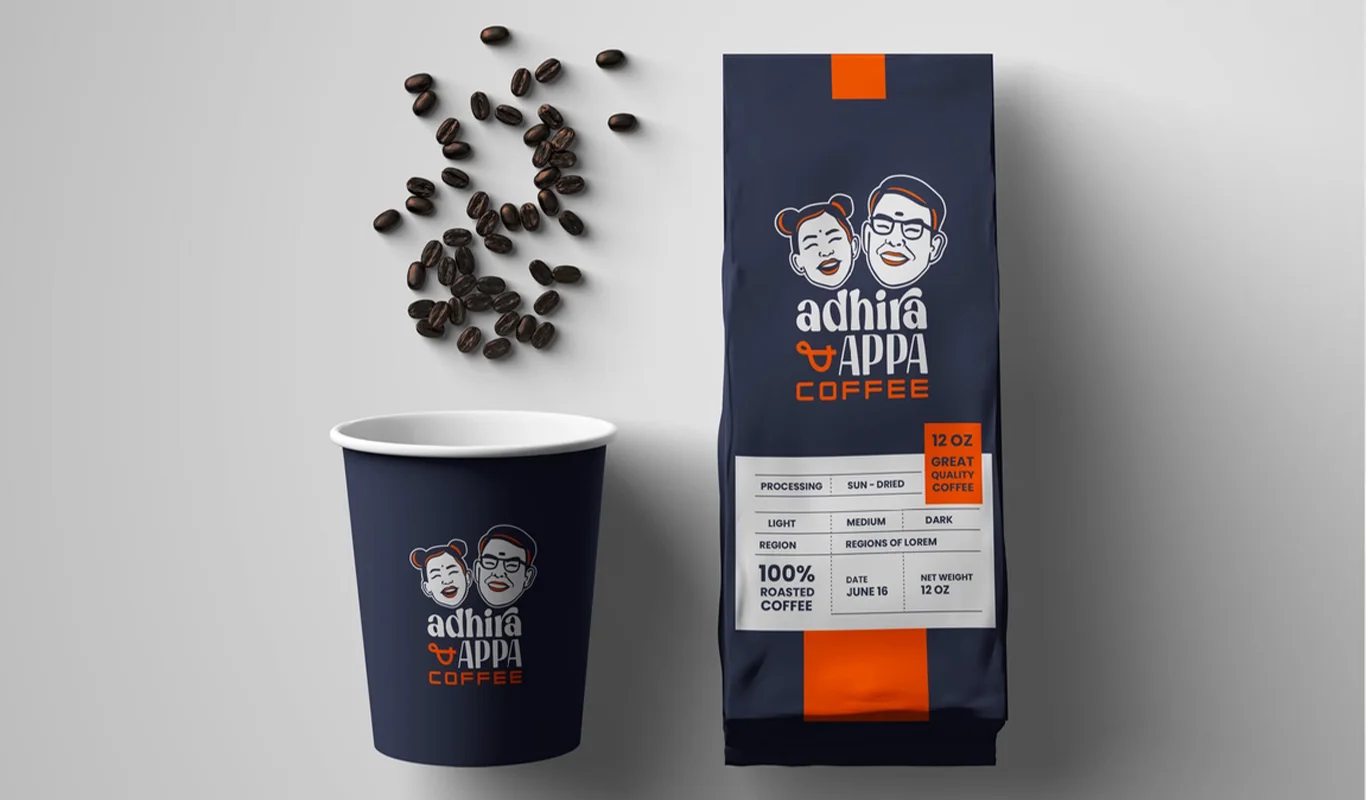 adhira
& APPA
COFFEE
12 OZ
GREAT
QUALITY
COFFEE
PROCESSING SUN - DRIED
LIGHT MEDIUM DARK
REGION REGIONS OF LOREM
100%
ROASTED
COFFEE
DATE
JUNE 16
NET WEIGHT
12 OZ
adhira
& APPA
COFFEE